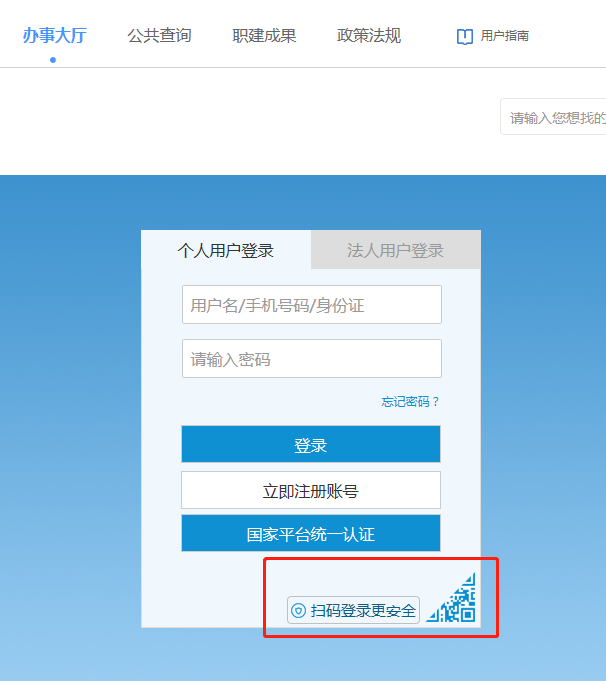 办事大厅 公共查询 职建成果 政策法规 用户指南
请输入您想找的
个人用户登录 法人用户登录
用户名/手机号码/身份证
请输入密码
忘记密码？
登录
立即注册账号
国家平台统一认证
扫码登录更安全